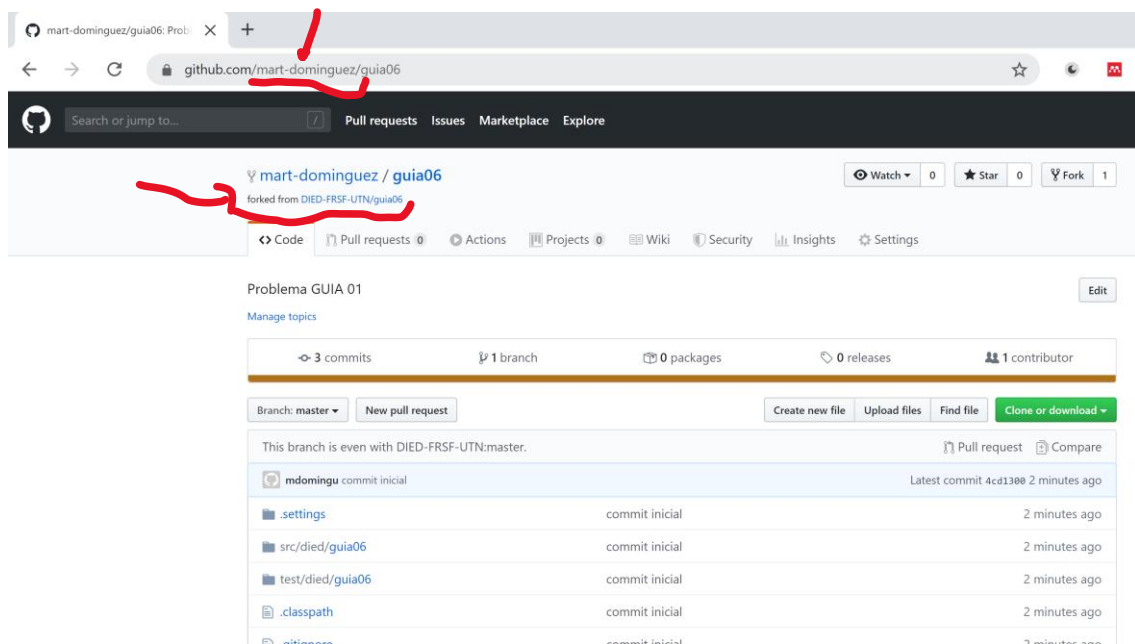 mart-dominguez/guia06: Prob
github.com/mart-dominguez/guia06
Search or jump to... / Pull requests Issues Marketplace Explore
mart-dominguez / guia06 Watch 0 Star 0 Fork 1
forked from DIED-FRSF-UTN/guia06
<> Code Pull requests 0 Actions Projects 0 Wiki Security Insights Settings
Problema GUIA 01 Edit
Manage topics
3 commits 1 branch 0 packages 0 releases 1 contributor
Branch: master New pull request Create new file Upload files Find file Clone or download
This branch is even with DIED-FRSF-UTN:master. Pull request Compare
mdomingu commit inicial Latest commit 4cd1300 2 minutes ago
.settings commit inicial 2 minutes ago
src/died/guia06 commit inicial 2 minutes ago
test/died/guia06 commit inicial 2 minutes ago
.classpath commit inicial 2 minutes ago
.gitignore commit inicial 2 minutes ago